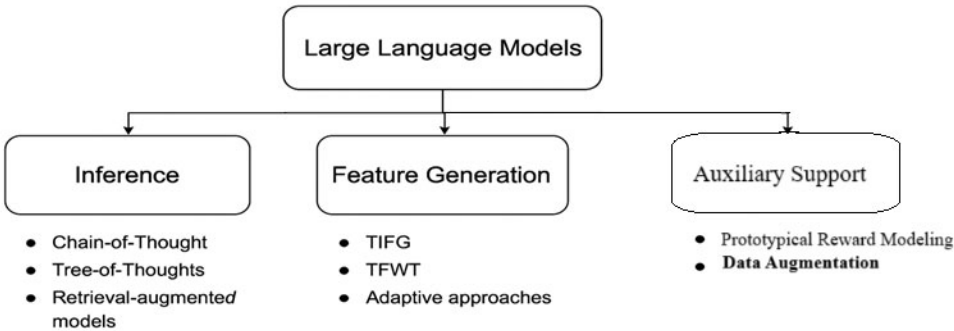 Large Language Models
Inference
Feature Generation
Auxiliary Support
• Chain-of-Thought
• Tree-of-Thoughts
• Retrieval-augmented
models
• TIFG
• TFWT
• Adaptive approaches
• Prototypical Reward Modeling
• Data Augmentation